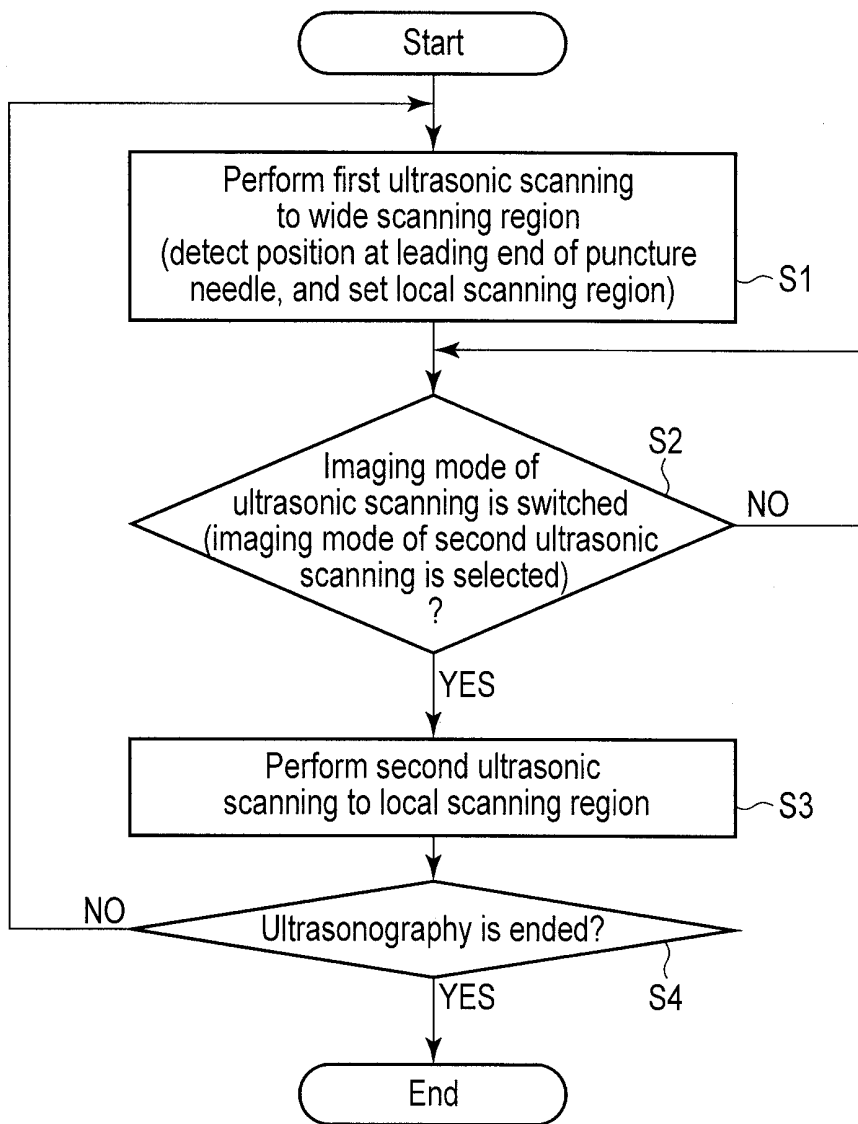 Start
Perform first ultrasonic scanning
to wide scanning region
(detect position at leading end of puncture
needle, and set local scanning region)
S1
S2
Imaging mode of
ultrasonic scanning is switched
(imaging mode of second ultrasonic
scanning is selected)
?
NO
YES
Perform second ultrasonic
scanning to local scanning region
S3
NO
Ultrasonography is ended?
S4
YES
End